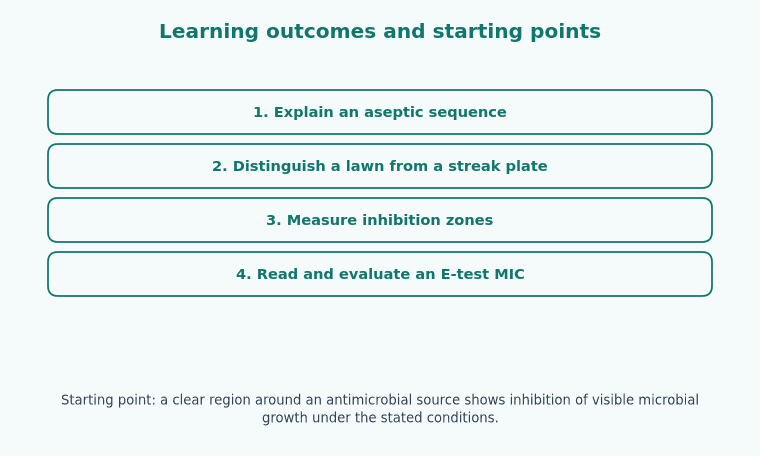 Learning outcomes and starting points
1. Explain an aseptic sequence
2. Distinguish a lawn from a streak plate
3. Measure inhibition zones
4. Read and evaluate an E-test MIC
Starting point: a clear region around an antimicrobial source shows inhibition of visible microbial
growth under the stated conditions.